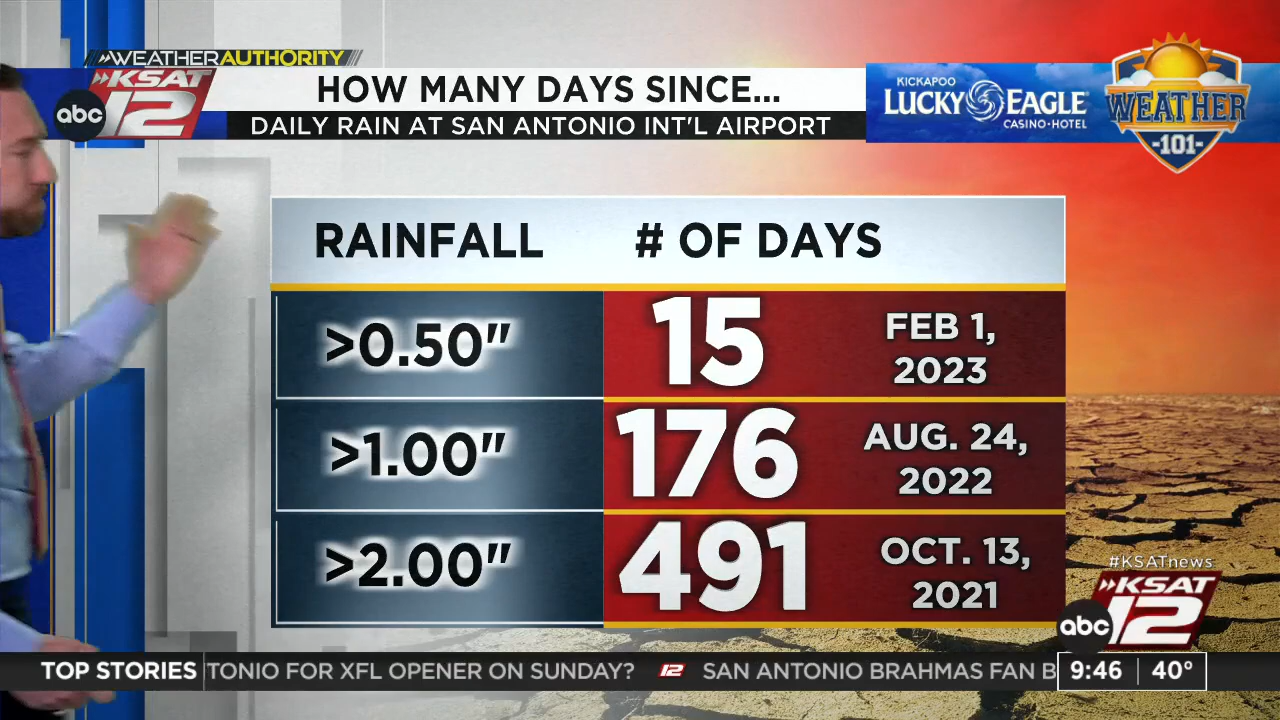 »WEATHERAUTHORITY
»KSAT
abc 12
HOW MANY DAYS SINCE...
DAILY RAIN AT SAN ANTONIO INT'L AIRPORT
KICKAPOO
LUCKY EAGLE
CASINO•HOTEL
WEATHER
-101-
RAINFALL # OF DAYS
>0.50" 15 FEB 1,
2023
>1.00" 176 AUG. 24,
2022
>2.00" 491 OCT. 13,
2021
#KSATnews
»KSAT
abc 12
TOP STORIES TONIO FOR XFL OPENER ON SUNDAY? 12 SAN ANTONIO BRAHMAS FAN B 9:46 40°